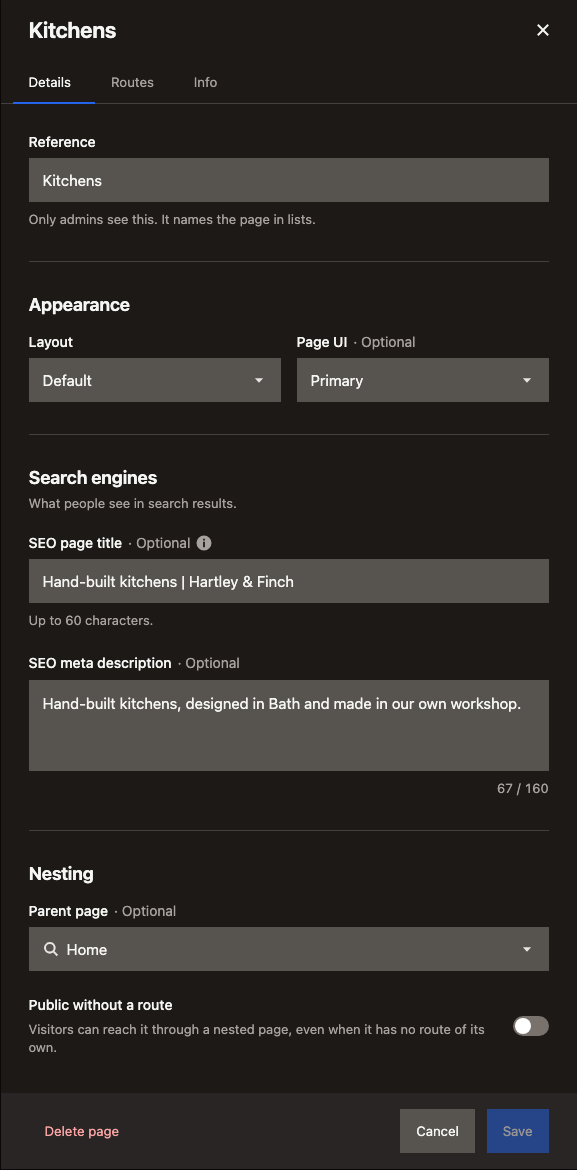 Kitchens
Details
Routes
Info
Reference
Kitchens
Only admins see this. It names the page in lists.
Appearance
Layout
Page UI · Optional
Default
Primary
Search engines
What people see in search results.
SEO page title · Optional
Hand-built kitchens | Hartley & Finch
Up to 60 characters.
SEO meta description · Optional
Hand-built kitchens, designed in Bath and made in our own workshop.
67 / 160
Nesting
Parent page · Optional
Home
Public without a route
Visitors can reach it through a nested page, even when it has no route of its
own.
Delete page
Cancel
Save